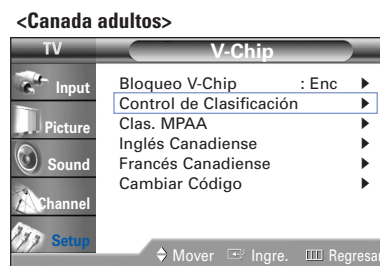 <Canada adultos>
TV V-Chip
Input
Picture
Sound
Channel
Setup
Bloqueo V-Chip : Enc
Control de Clasificación
Clas. MPAA
Inglés Canadiense
Francés Canadiense
Cambiar Código
Mover Ingre. Regresar